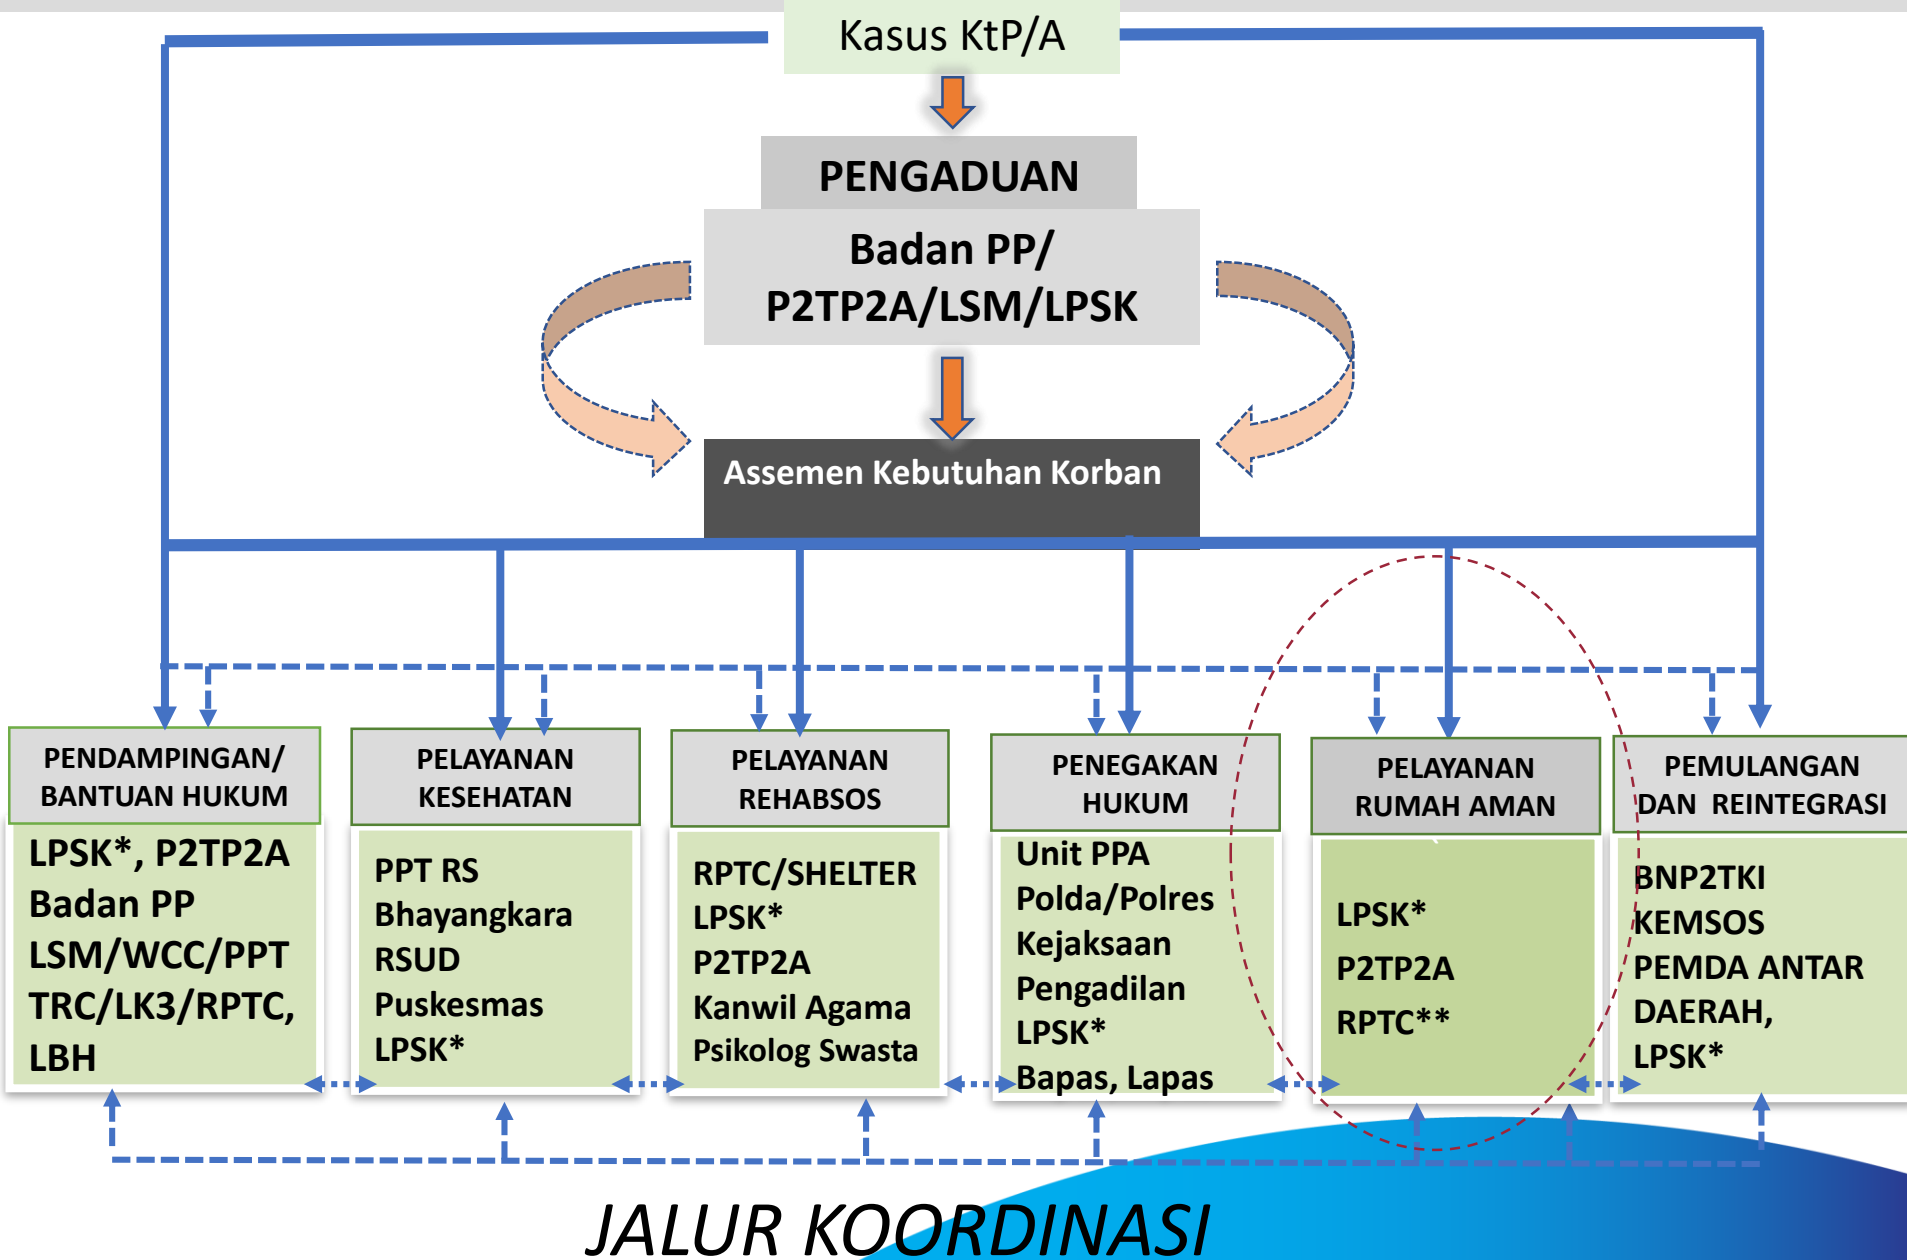 Kasus KtP/A
PENGADUAN
Badan PP/
P2TP2A/LSM/LPSK
Assemen Kebutuhan Korban
PENDAMPINGAN/
BANTUAN HUKUM
LPSK*, P2TP2A
Badan PP
LSM/WCC/PPT
TRC/LK3/RPTC,
LBH
PELAYANAN
KESEHATAN
PPT RS
Bhayangkara
RSUD
Puskesmas
LPSK*
PELAYANAN
REHABSOS
RPTC/SHELTER
LPSK*
P2TP2A
Kanwil Agama
Psikolog Swasta
PENEGAKAN
HUKUM
Unit PPA
Polda/Polres
Kejaksaan
Pengadilan
LPSK*
Bapas, Lapas
PELAYANAN
RUMAH AMAN
LPSK*
P2TP2A
RPTC**
PEMULANGAN
DAN REINTEGRASI
BNP2TKI
KEMSOS
PEMDA ANTAR
DAERAH,
LPSK*
JALUR KOORDINASI